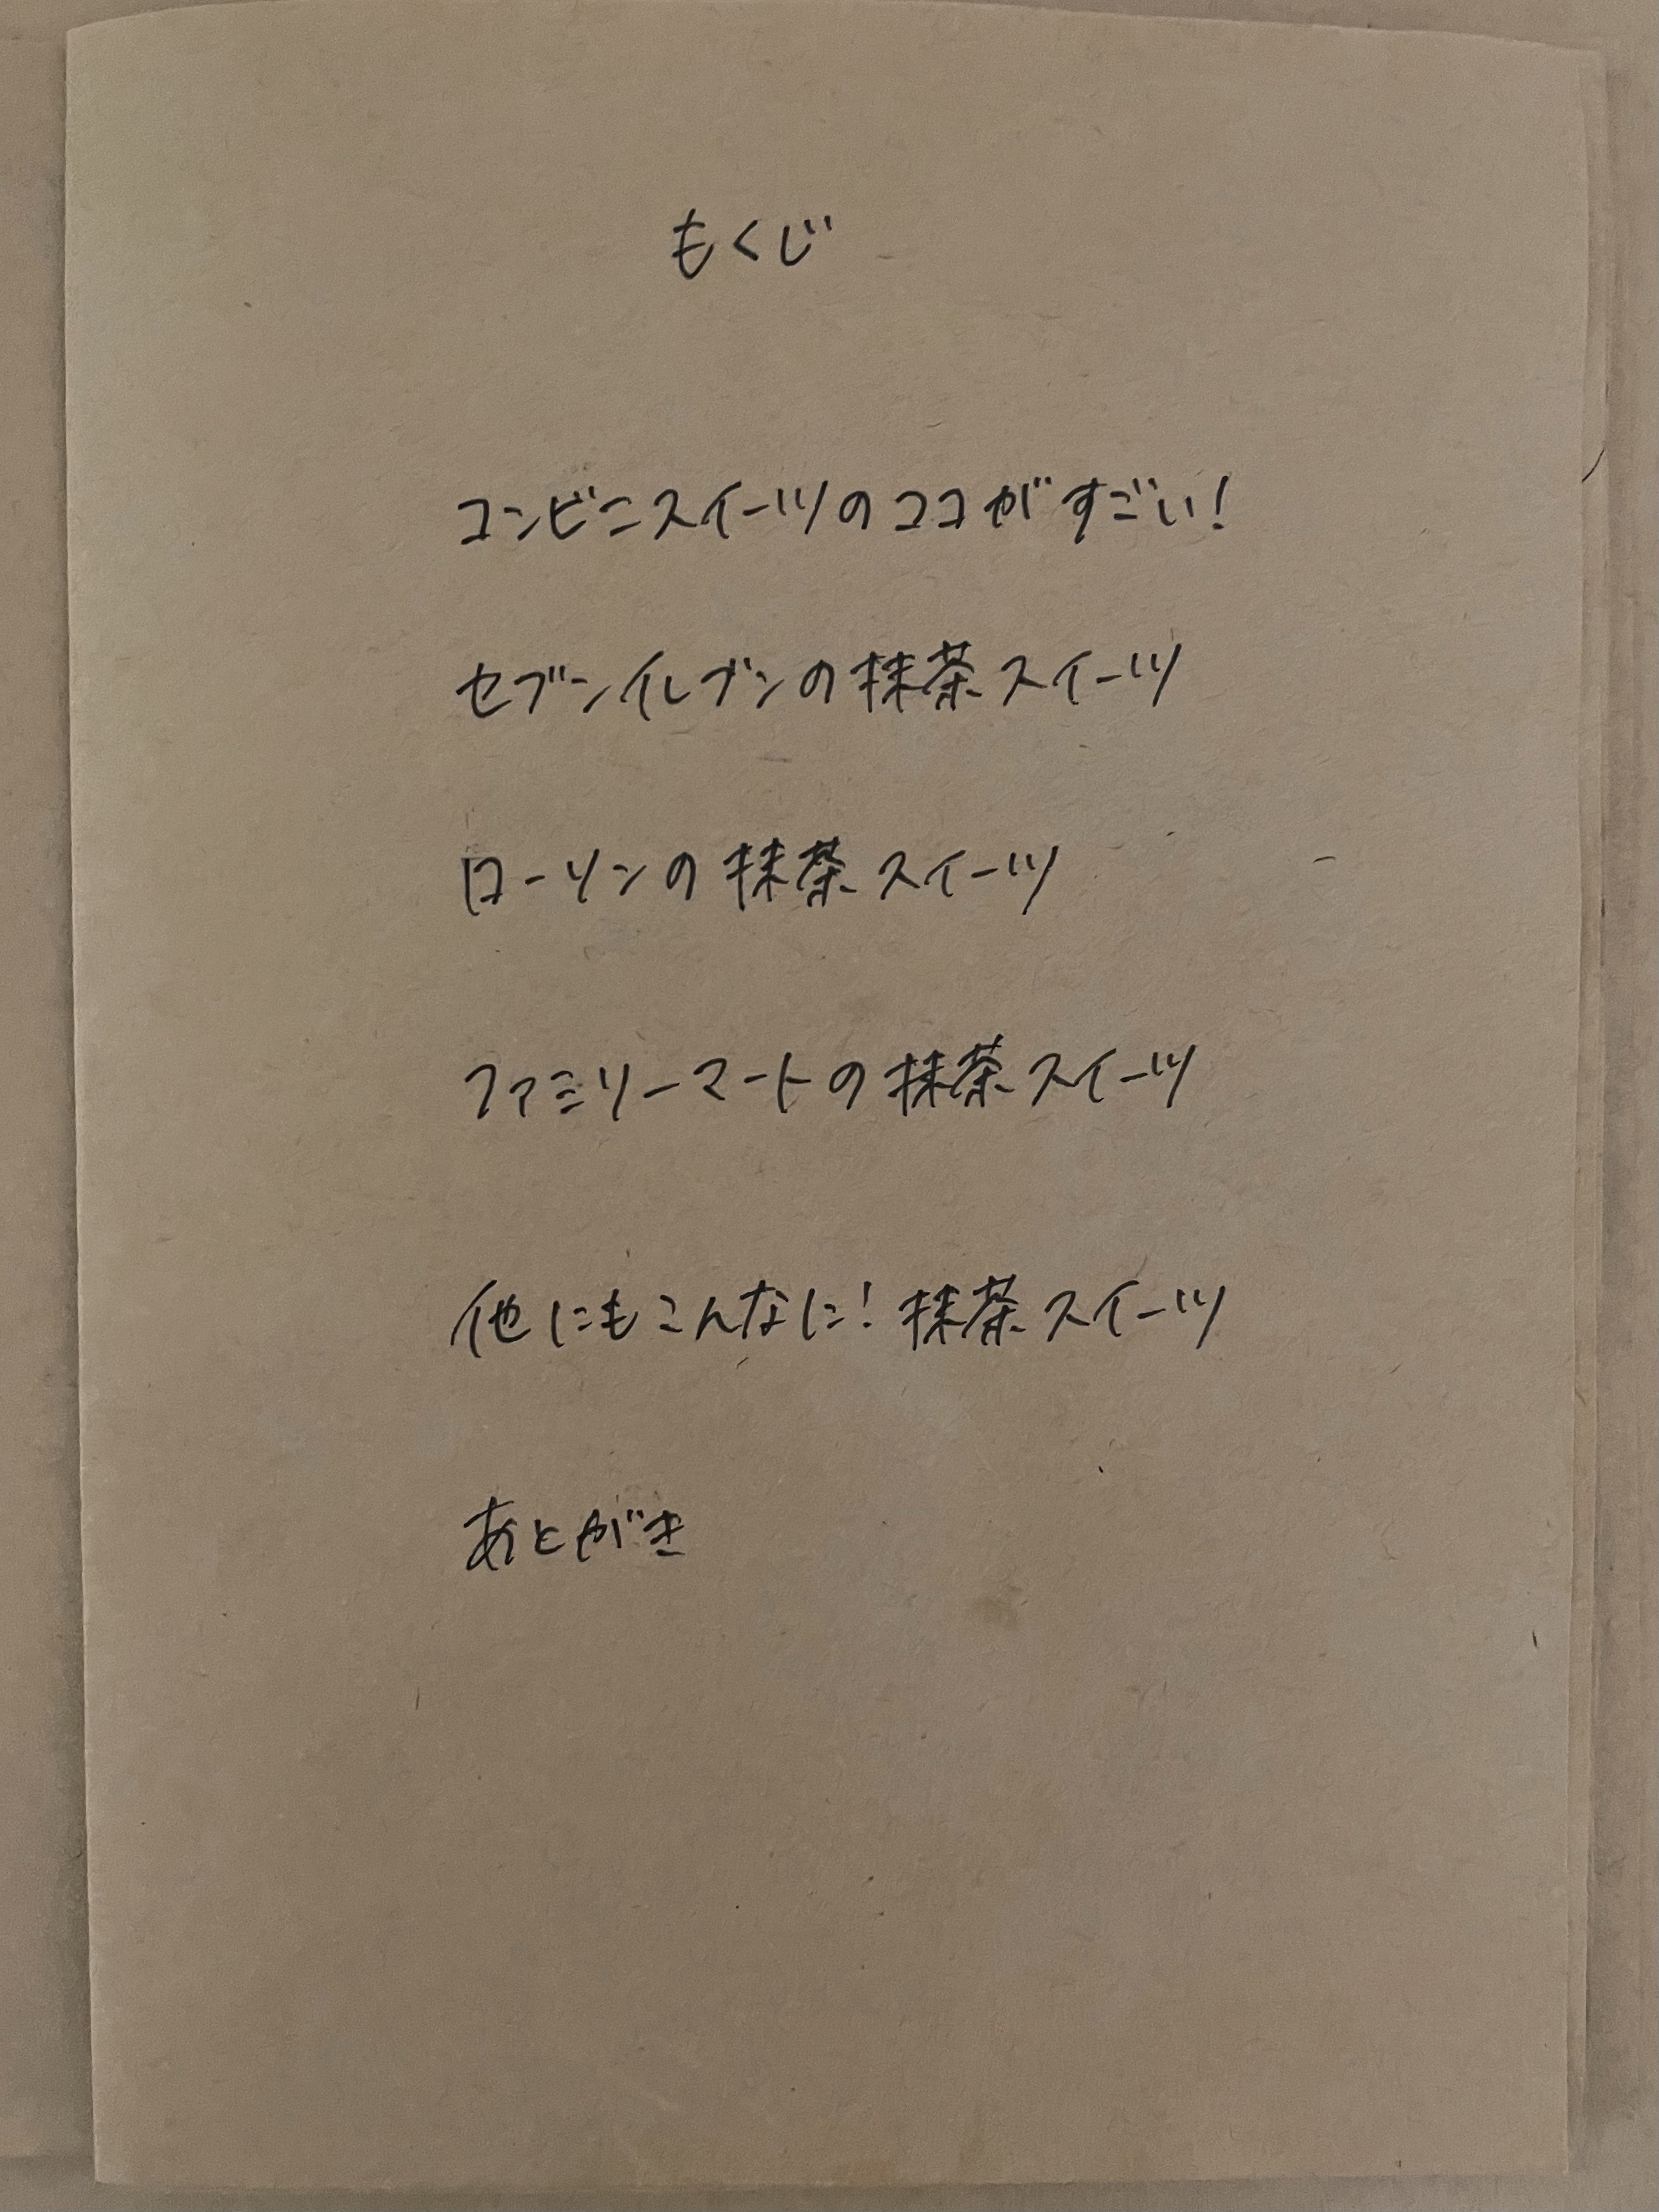 もくじ
コンビニスイーツのココがすごい!
セブンイレブンの抹茶スイーツ
ローソンの抹茶スイーツ
ファミリーマートの抹茶スイーツ
他にもこんなに!抹茶スイーツ
あとがき